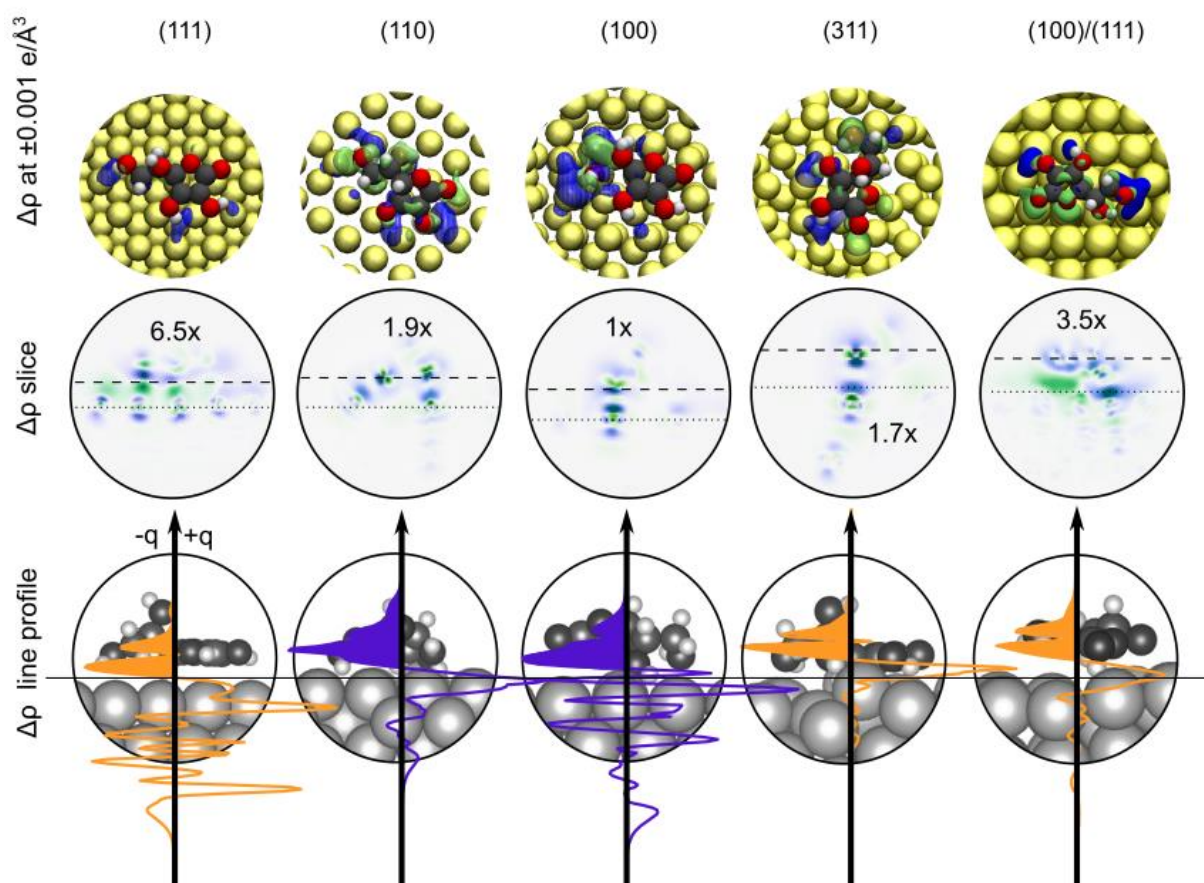 (111) (110) (100) (311) (100)/(111)
Δρ at ±0.001 e/Å³
Δρ slice
6.5x 1.9x 1x 1.7x 3.5x
Δρ line profile
-q +q